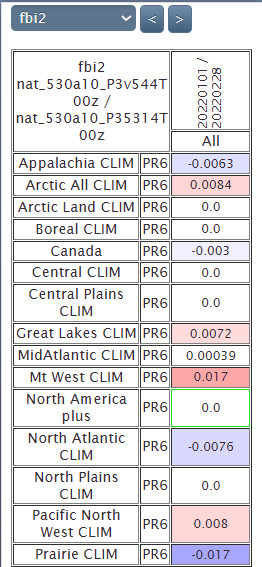 fbi2
< >
fbi2
nat_530a10_P3v544T
00z /
nat_530a10_P35314T
00z
20220101 /
20220228
All
Appalachia CLIM PR6 -0.0063
Arctic All CLIM PR6 0.0084
Arctic Land CLIM PR6 0.0
Boreal CLIM PR6 0.0
Canada PR6 -0.003
Central CLIM PR6 0.0
Central Plains
CLIM PR6 0.0
Great Lakes CLIM PR6 0.0072
MidAtlantic CLIM PR6 0.00039
Mt West CLIM PR6 0.017
North America
plus PR6 0.0
North Atlantic
CLIM PR6 -0.0076
North Plains
CLIM PR6 0.0
Pacific North
West CLIM PR6 0.008
Prairie CLIM PR6 -0.017